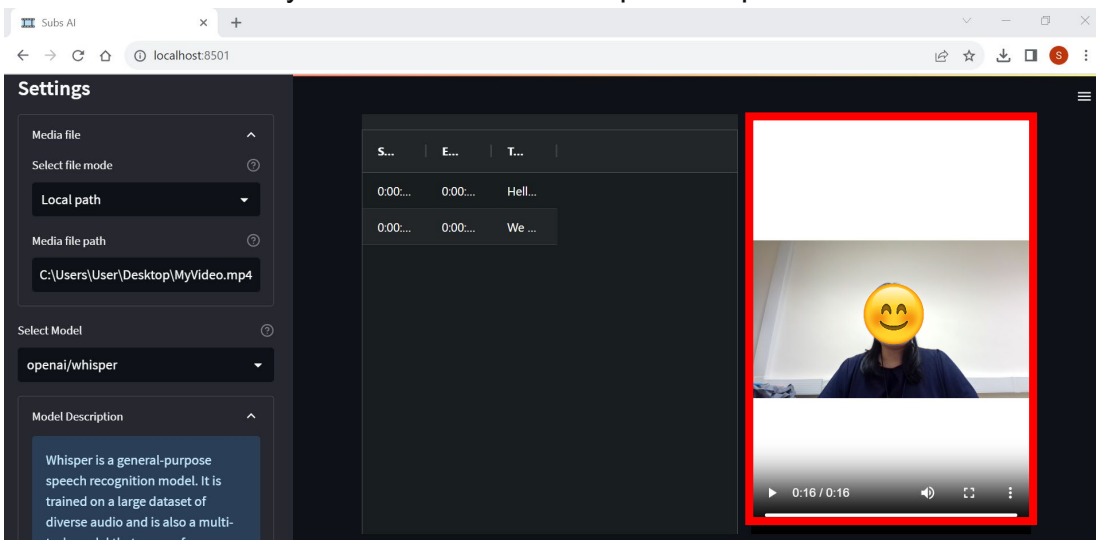 Subs AI
localhost:8501
S
Settings
Media file
Select file mode
Local path
Media file path
C:\Users\User\Desktop\MyVideo.mp4
Select Model
openai/whisper
Model Description
Whisper is a general-purpose
speech recognition model. It is
trained on a large dataset of
diverse audio and is also a multi-
S... E... T...
0:00:... 0:00:... Hell...
0:00:... 0:00:... We ...
0:16 / 0:16